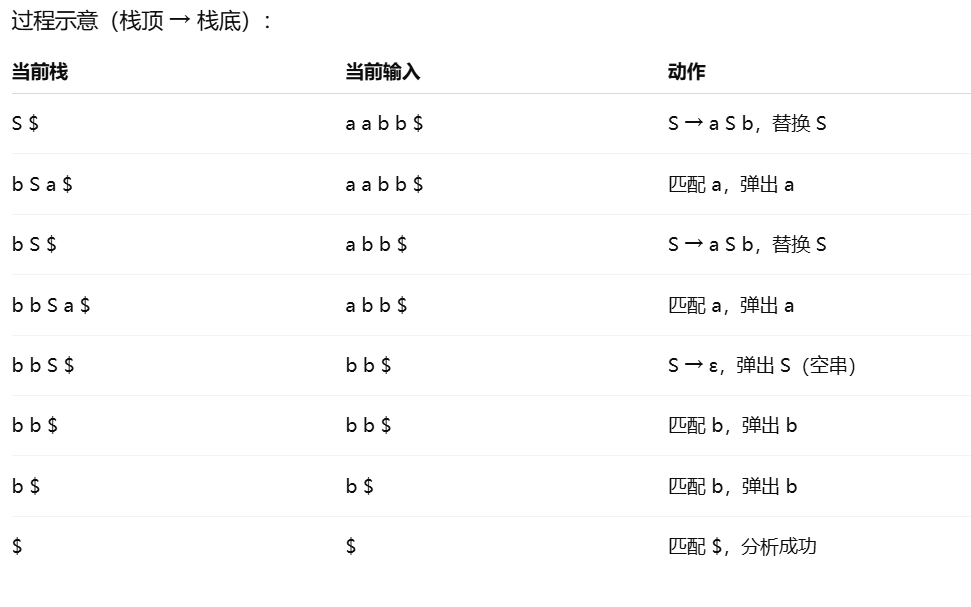 过程示意（栈顶 → 栈底）：
当前栈 当前输入 动作
S $ a a b b $ S → a S b，替换 S
b S a $ a a b b $ 匹配 a，弹出 a
b S $ a b b $ S → a S b，替换 S
b b S a $ a b b $ 匹配 a，弹出 a
b b S $ b b $ S → ε，弹出 S（空串）
b b $ b b $ 匹配 b，弹出 b
b $ b $ 匹配 b，弹出 b
$ $ 匹配 $，分析成功